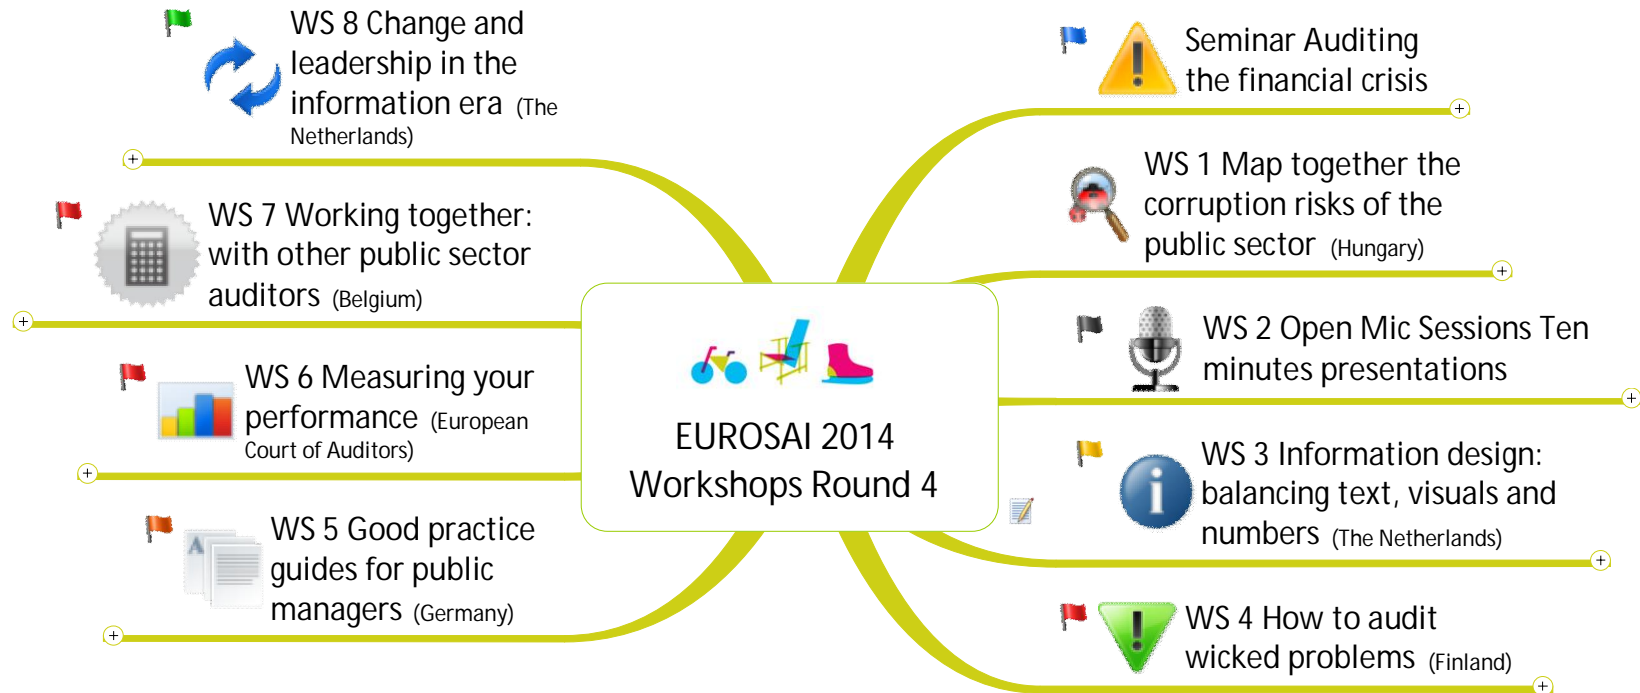 EUROSAI 2014
Workshops Round 4
Seminar Auditing
the financial crisis
WS 1 Map together the
corruption risks of the
public sector (Hungary)
WS 2 Open Mic Sessions Ten
minutes presentations
WS 3 Information design:
balancing text, visuals and
numbers (The Netherlands)
WS 4 How to audit
wicked problems (Finland)
WS 5 Good practice
guides for public
managers (Germany)
WS 6 Measuring your
performance (European
Court of Auditors)
WS 7 Working together:
with other public sector
auditors (Belgium)
WS 8 Change and
leadership in the
information era (The
Netherlands)